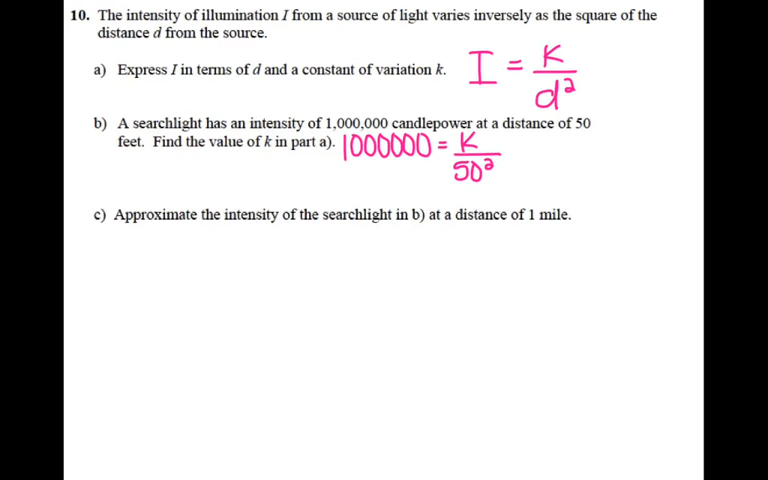 10. The intensity of illumination I from a source of light varies inversely as the square of the
distance d from the source.
a) Express I in terms of d and a constant of variation k. I = K/d²
b) A searchlight has an intensity of 1,000,000 candlepower at a distance of 50
feet. Find the value of k in part a). 1000000 = K/50²
c) Approximate the intensity of the searchlight in b) at a distance of 1 mile.